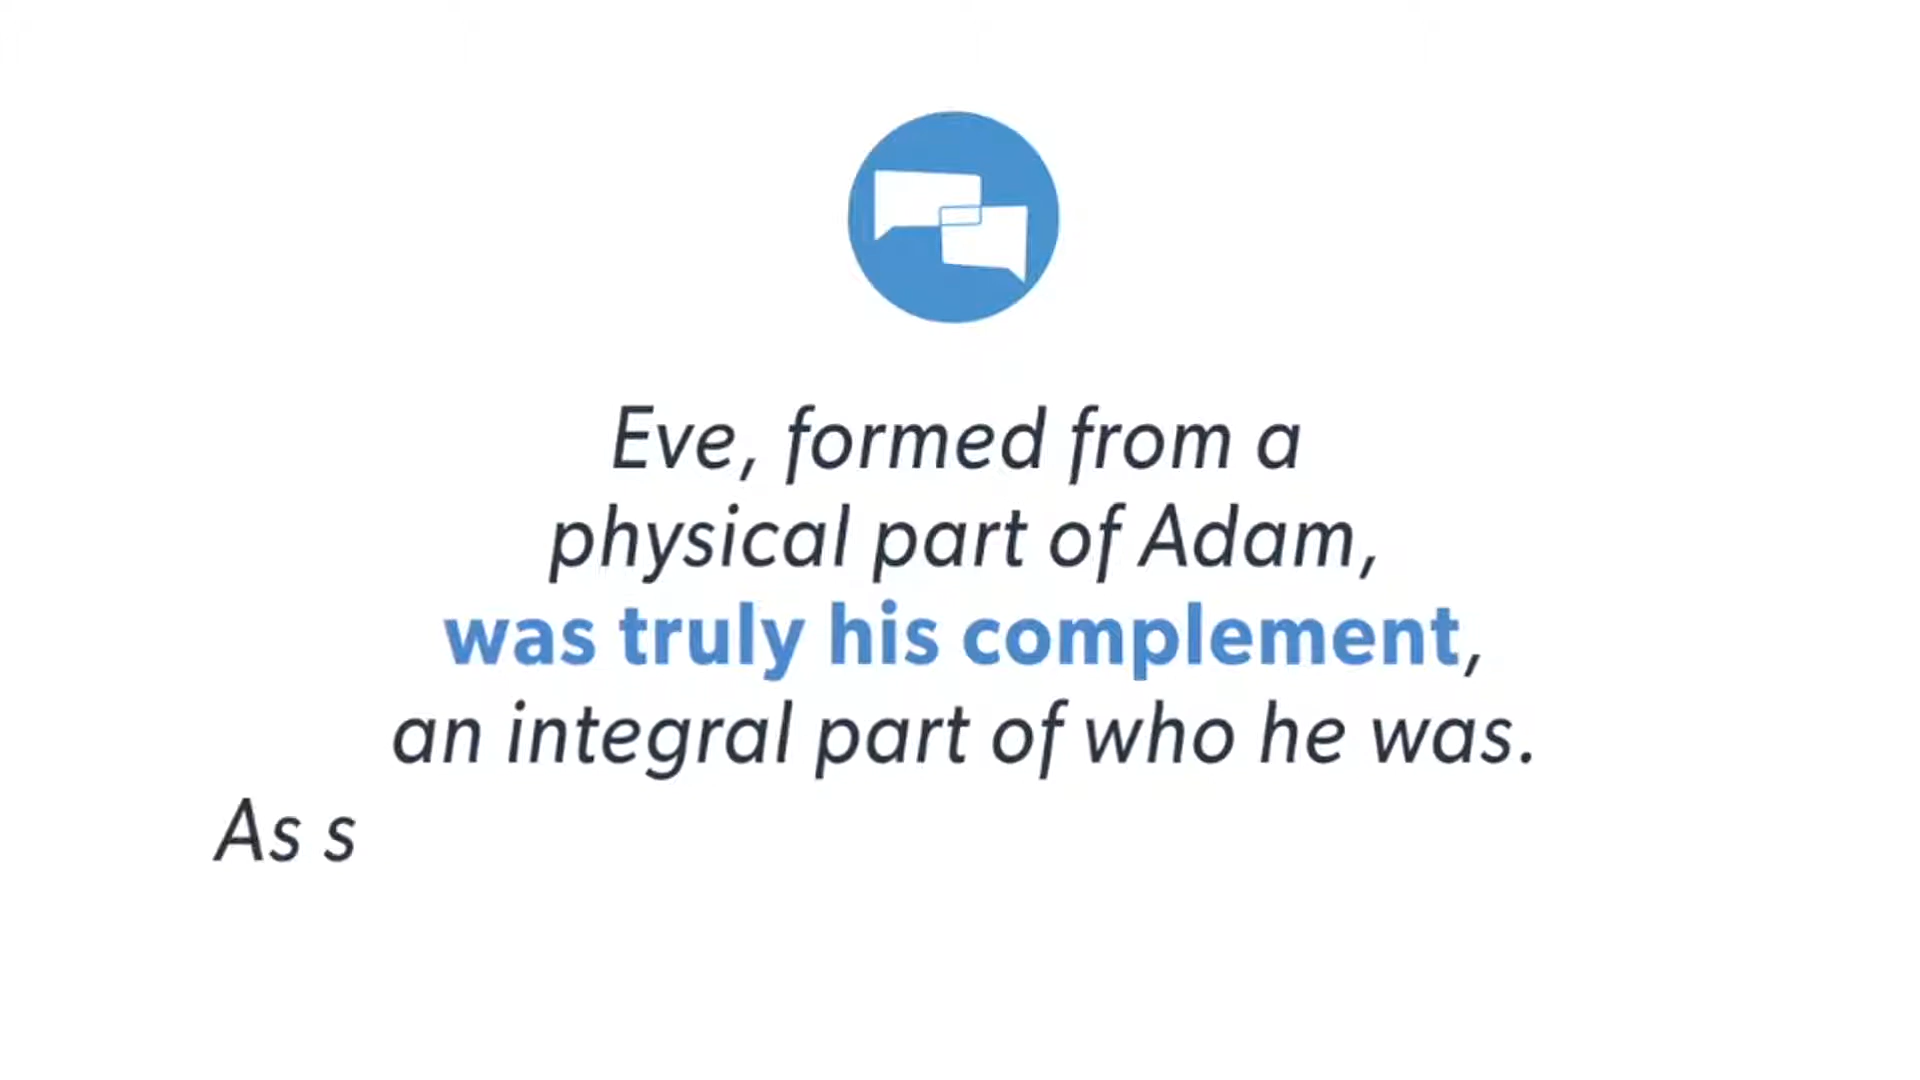 Eve, formed from a
physical part of Adam,
was truly his complement,
an integral part of who he was.
As s